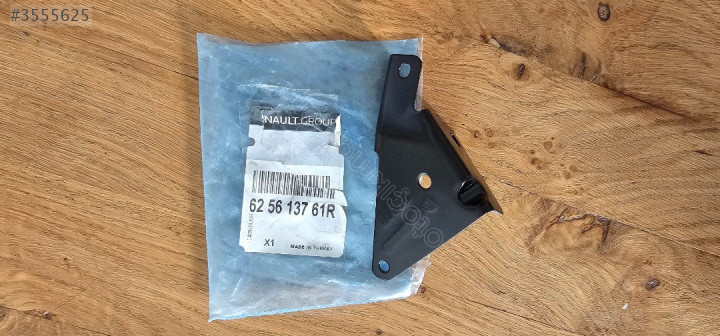 #3555625
NAULT GROUP
62 56 137 61R
X1
MADE IN TURKEY